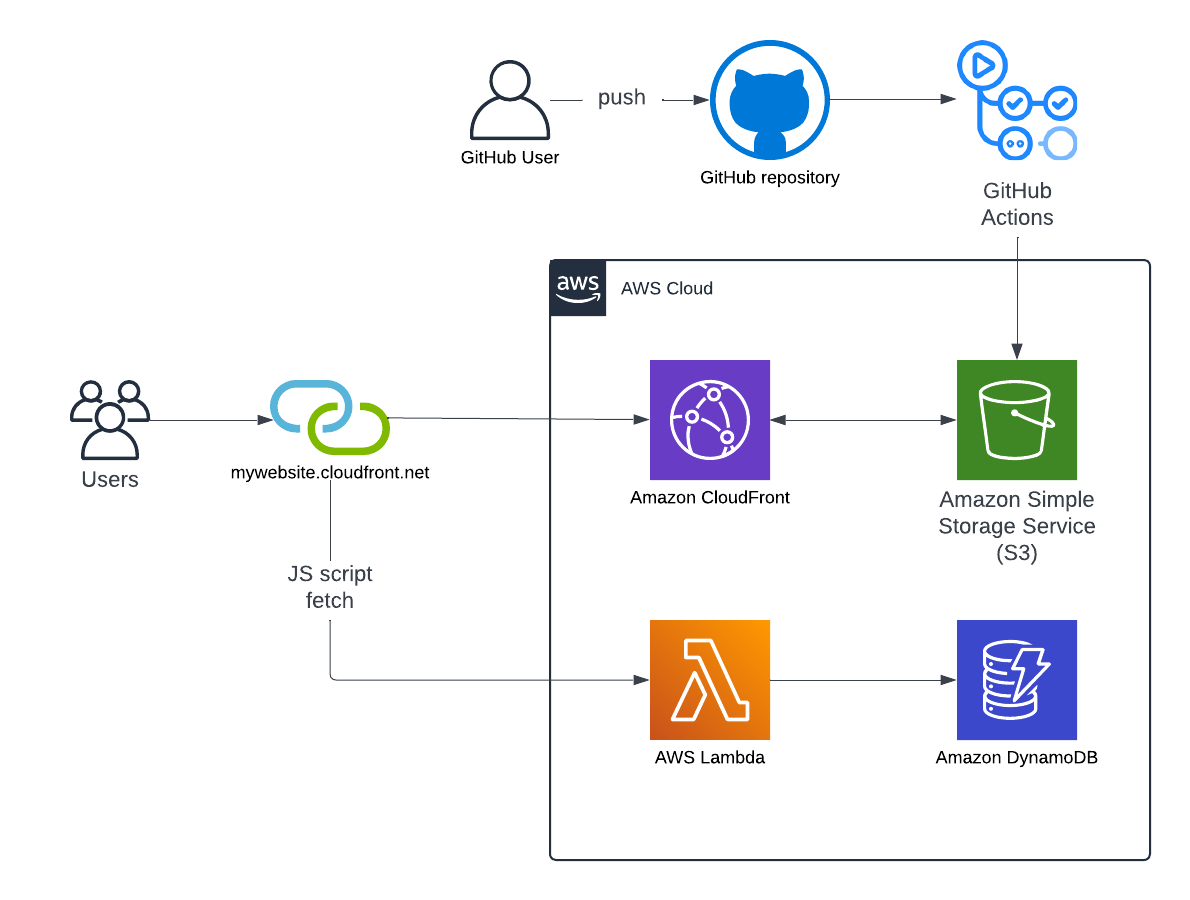 push
GitHub User
GitHub repository
GitHub
Actions
aws
AWS Cloud
Users
mywebsite.cloudfront.net
Amazon CloudFront
Amazon Simple
Storage Service
(S3)
JS script
fetch
AWS Lambda
Amazon DynamoDB